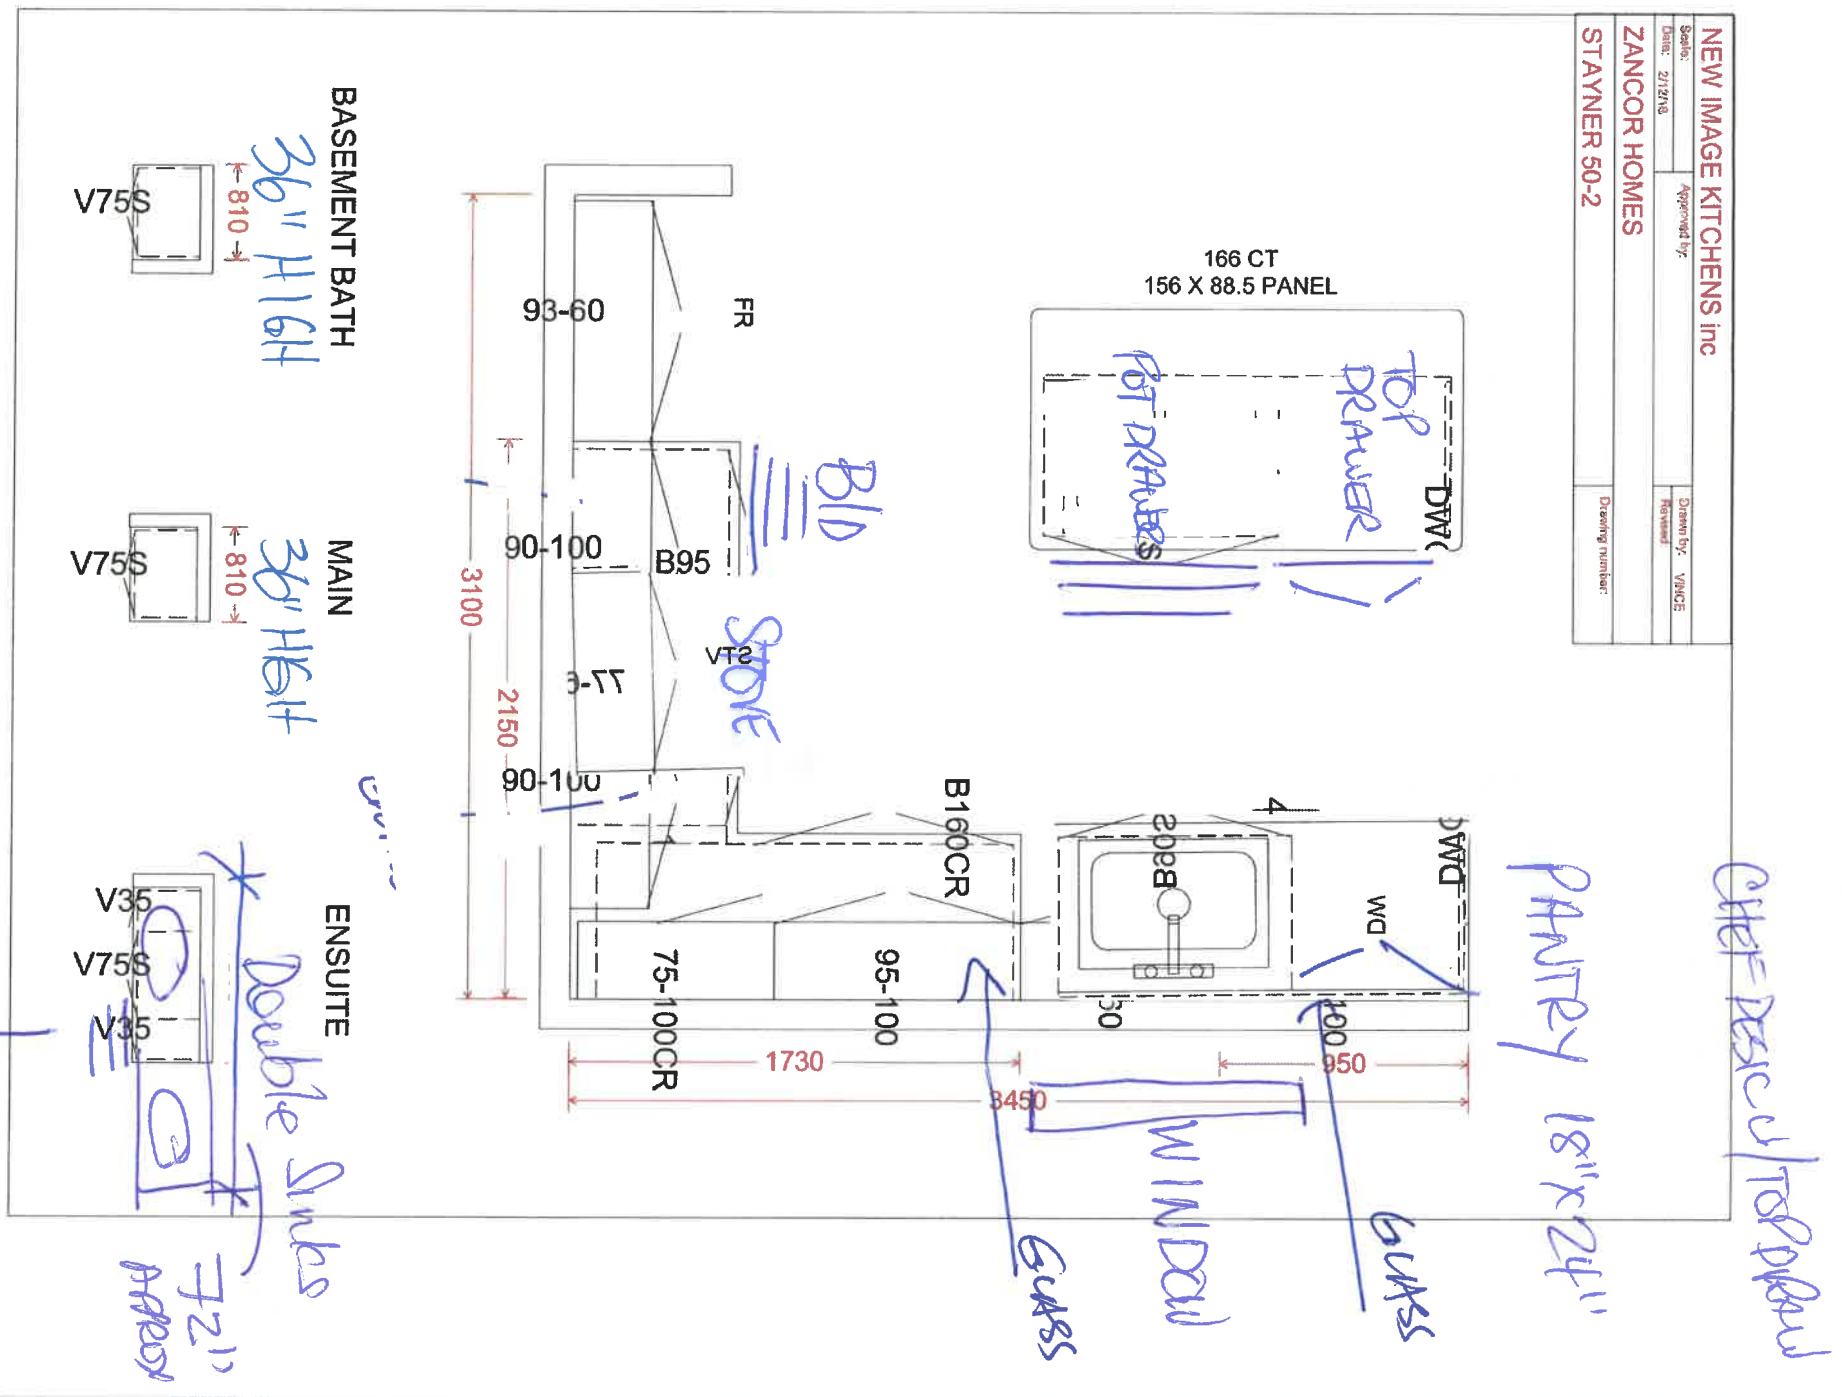 NEW IMAGE KITCHENS inc
Scale:
Approved by:
Drawn by: VINCE
Date: 2/12/18
Revised:
ZANCOR HOMES
STAYNER 50-2
Drawing number:
CHEF DESK w/ TOP DRAW
PANTRY 18"X24"
166 CT
156 X 88.5 PANEL
TOP
DRAWER
POT DRAWERS
DW
FR
93-60
B/D
90-100
B95
STOVE
90-100
3100
2150
B160CR
B90S
4
DWD
DW
75-100CR
95-100
1730
950
3450
WINDOW
GLASS
GLASS
BASEMENT BATH
36" HIGH
810
V75S
MAIN
36" HIGH
810
V75S
ENSUITE
Double Sinks
V35
V75S
V35
72"
APPROX